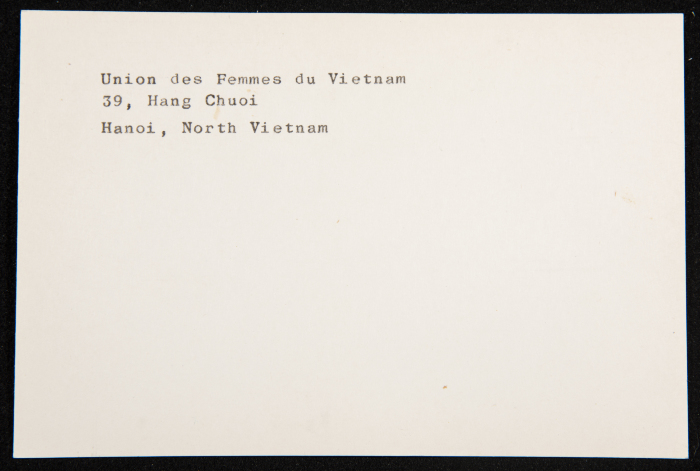 Union des Femmes du Vietnam
39, Hang Chuoi
Hanoi, North Vietnam